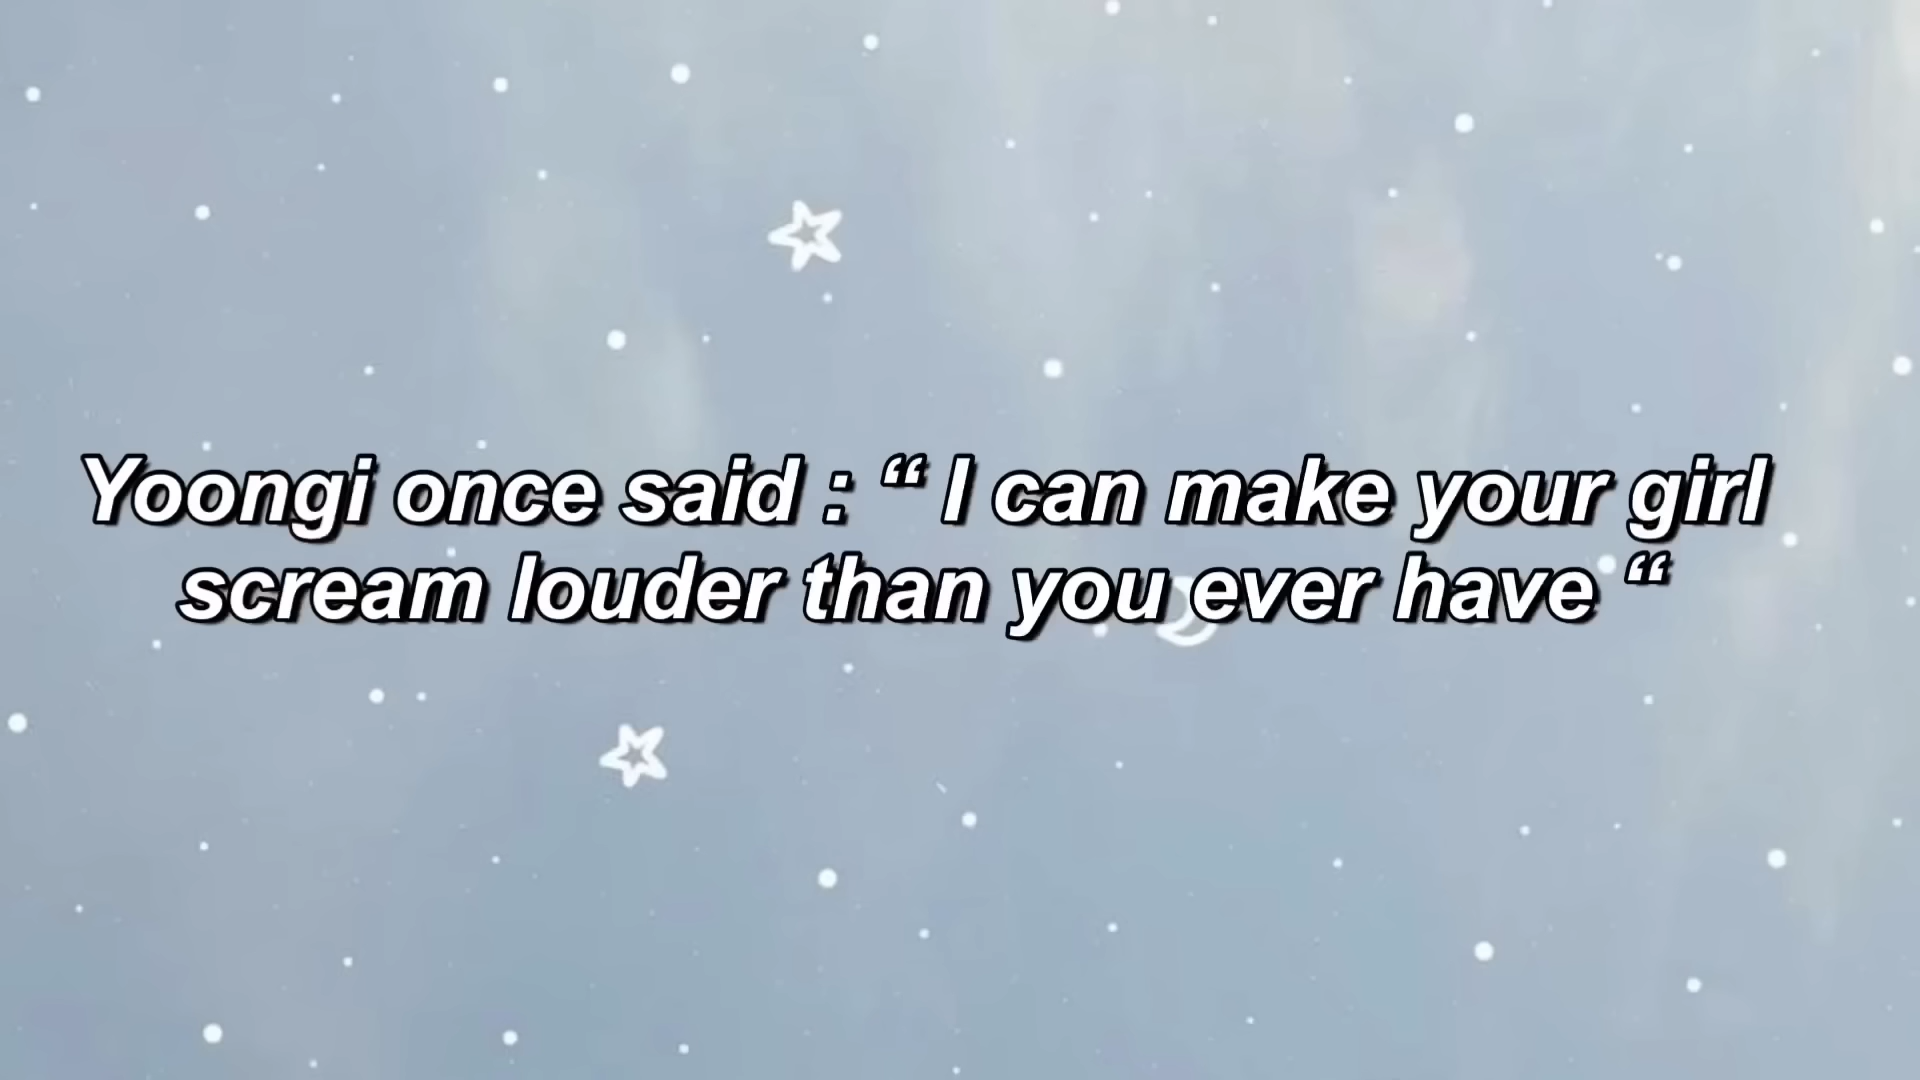 Yoongi once said : “ I can make your girl
scream louder than you ever have “